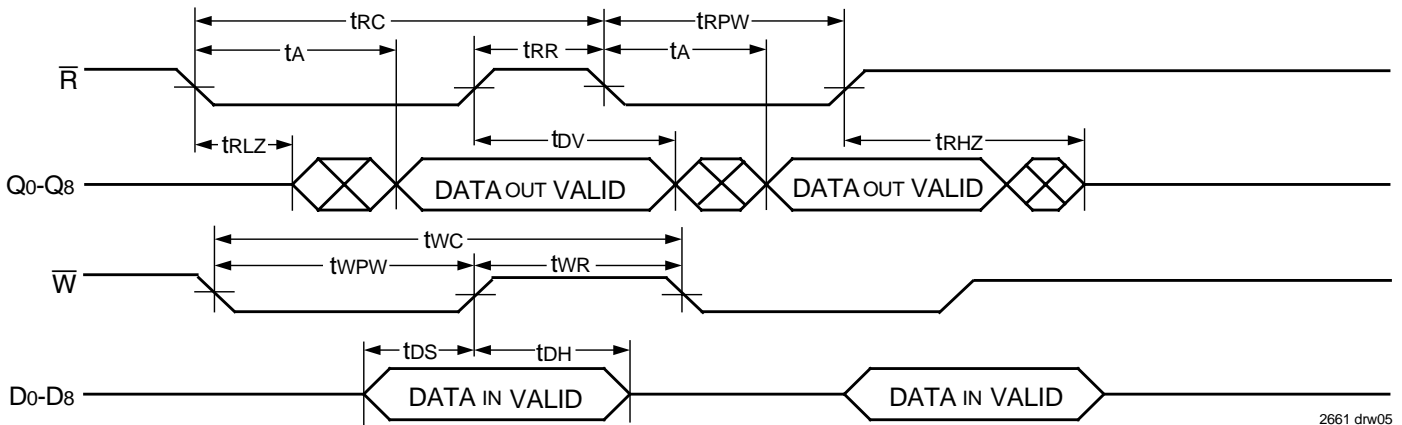 tRC tRPW
tA tRR tA
R̅
tRLZ tDV tRHZ
Q0-Q8 DATA OUT VALID DATA OUT VALID
tWC
tWPW tWR
W̅
tDS tDH
D0-D8 DATA IN VALID DATA IN VALID
2661 drw05